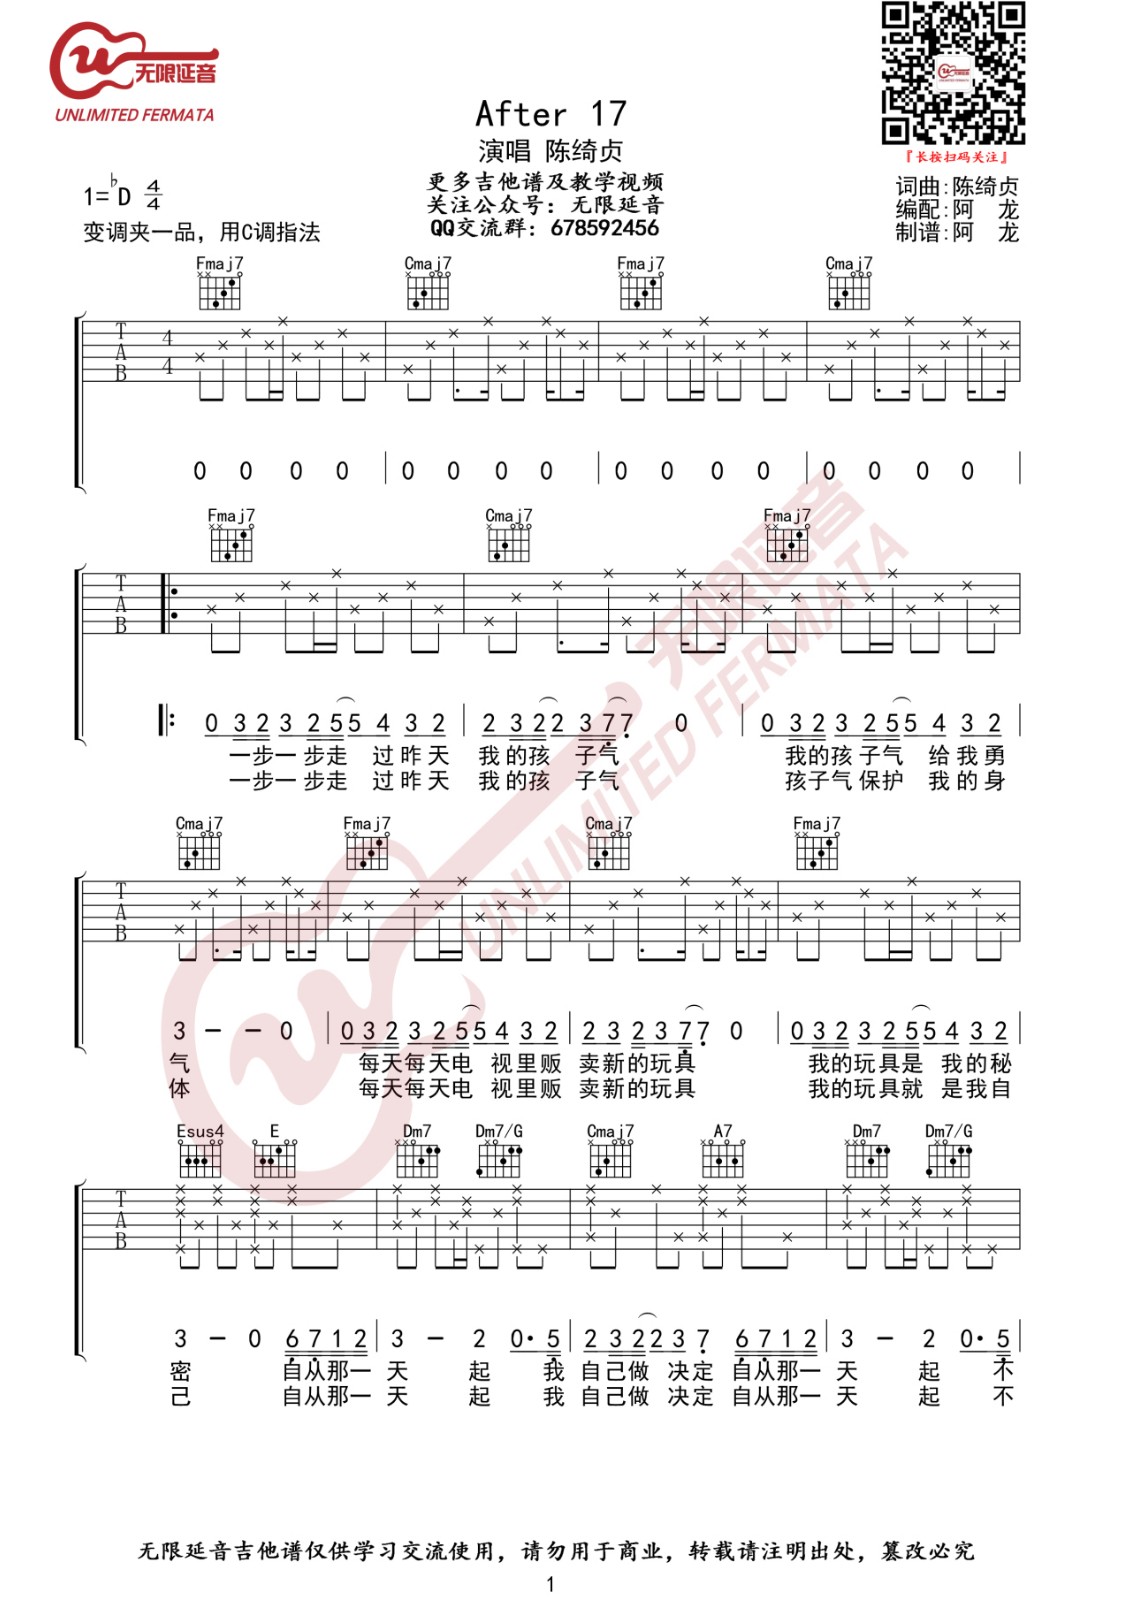 无限延音
UNLIMITED FERMATA
After 17
演唱 陈绮贞
『长按扫码关注』
更多吉他谱及教学视频
关注公众号：无限延音
QQ交流群：678592456
1=♭D 4/4
变调夹一品，用C调指法
词曲:陈绮贞
编配:阿 龙
制谱:阿 龙
Fmaj7 Cmaj7 Fmaj7 Cmaj7
T A B 4/4
0 0 0 0 | 0 0 0 0 | 0 0 0 0 | 0 0 0 0
Fmaj7 Cmaj7 Fmaj7
T A B
0 3 2 3 2 5 5 4 3 2 | 2 3 2 2 3 7 7 0 | 0 3 2 3 2 5 5 4 3 2
一步一步走 过昨天 我的孩 子气 我的孩子气 给我勇
一步一步走 过昨天 我的孩 子气 孩子气保护 我的身
Cmaj7 Fmaj7 Cmaj7 Fmaj7
T A B
3 - - 0 | 0 3 2 3 2 5 5 4 3 2 | 2 3 2 3 7 7 0 | 0 3 2 3 2 5 5 4 3 2
气 每天每天电 视里贩 卖新的玩具 我的玩具是 我的秘
体 每天每天电 视里贩 卖新的玩具 我的玩具就 是我自
Esus4 E Dm7 Dm7/G Cmaj7 A7 Dm7 Dm7/G
T A B
3 - 0 6 7 1 2 | 3 - 2 0· 5 | 2 3 2 2 3 7 6 7 1 2 | 3 - 2 0· 5
密 自从那一 天 起 我 自己做 决定 自从那一 天 起 不
己 自从那一 天 起 我 自己做 决定 自从那一 天 起 不
无限延音
UNLIMITED FERMATA
无限延音吉他谱仅供学习交流使用，请勿用于商业，转载请注明出处，篡改必究
1